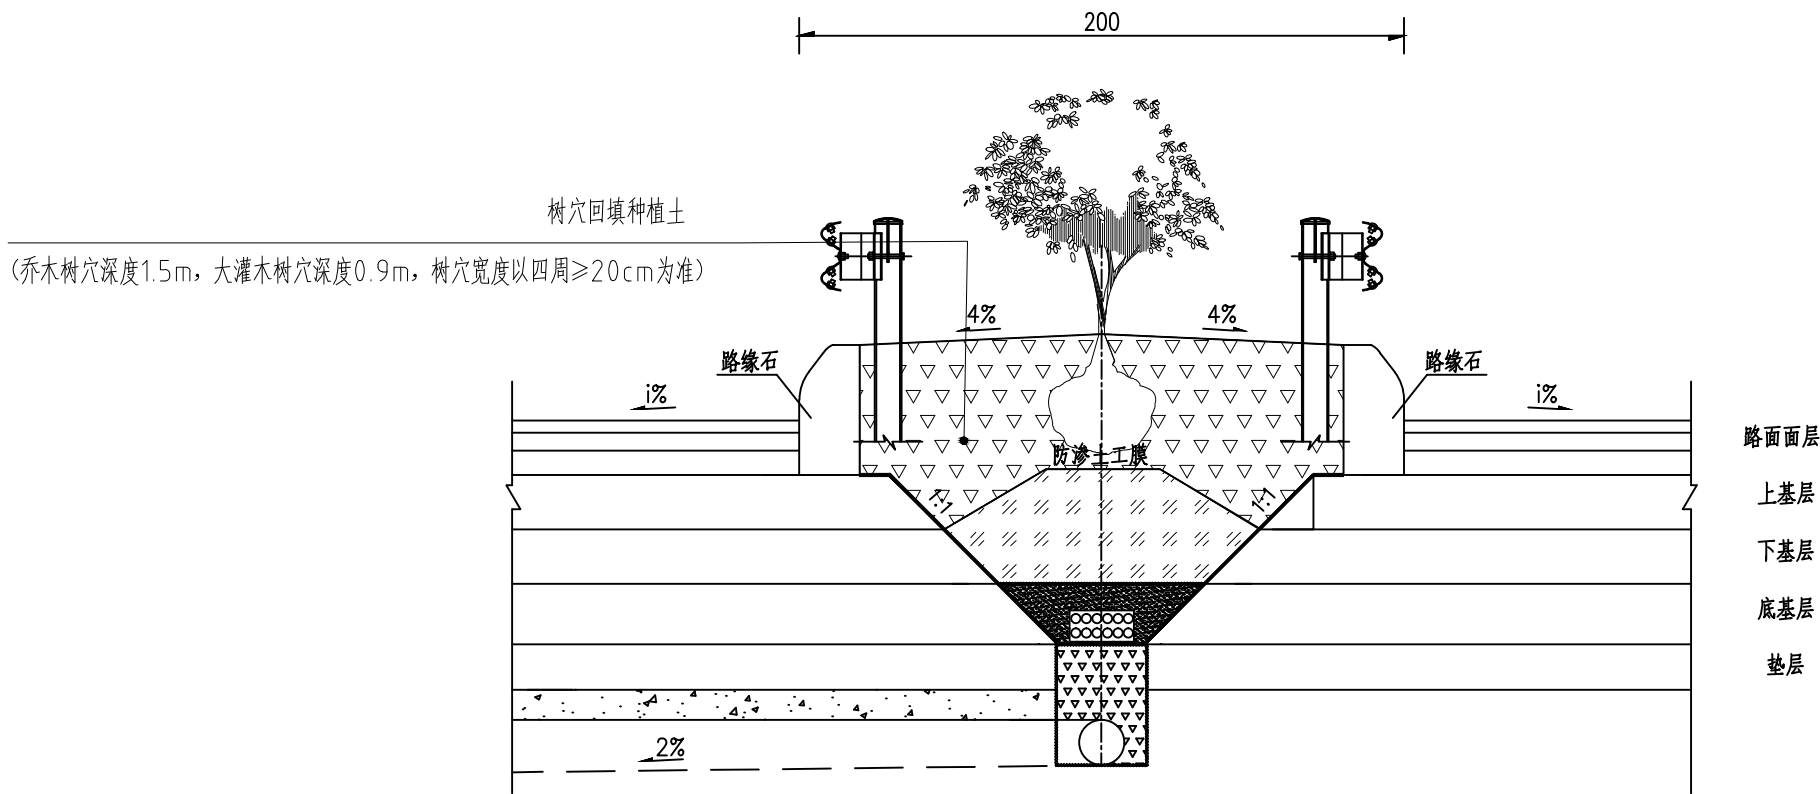 200
树穴回填种植土
(乔木树穴深度1.5m，大灌木树穴深度0.9m，树穴宽度以四周≥20cm为准)
4%
4%
路缘石
路缘石
i%
i%
路面面层
防渗土工膜
1:1
1:1
上基层
下基层
底基层
垫层
2%